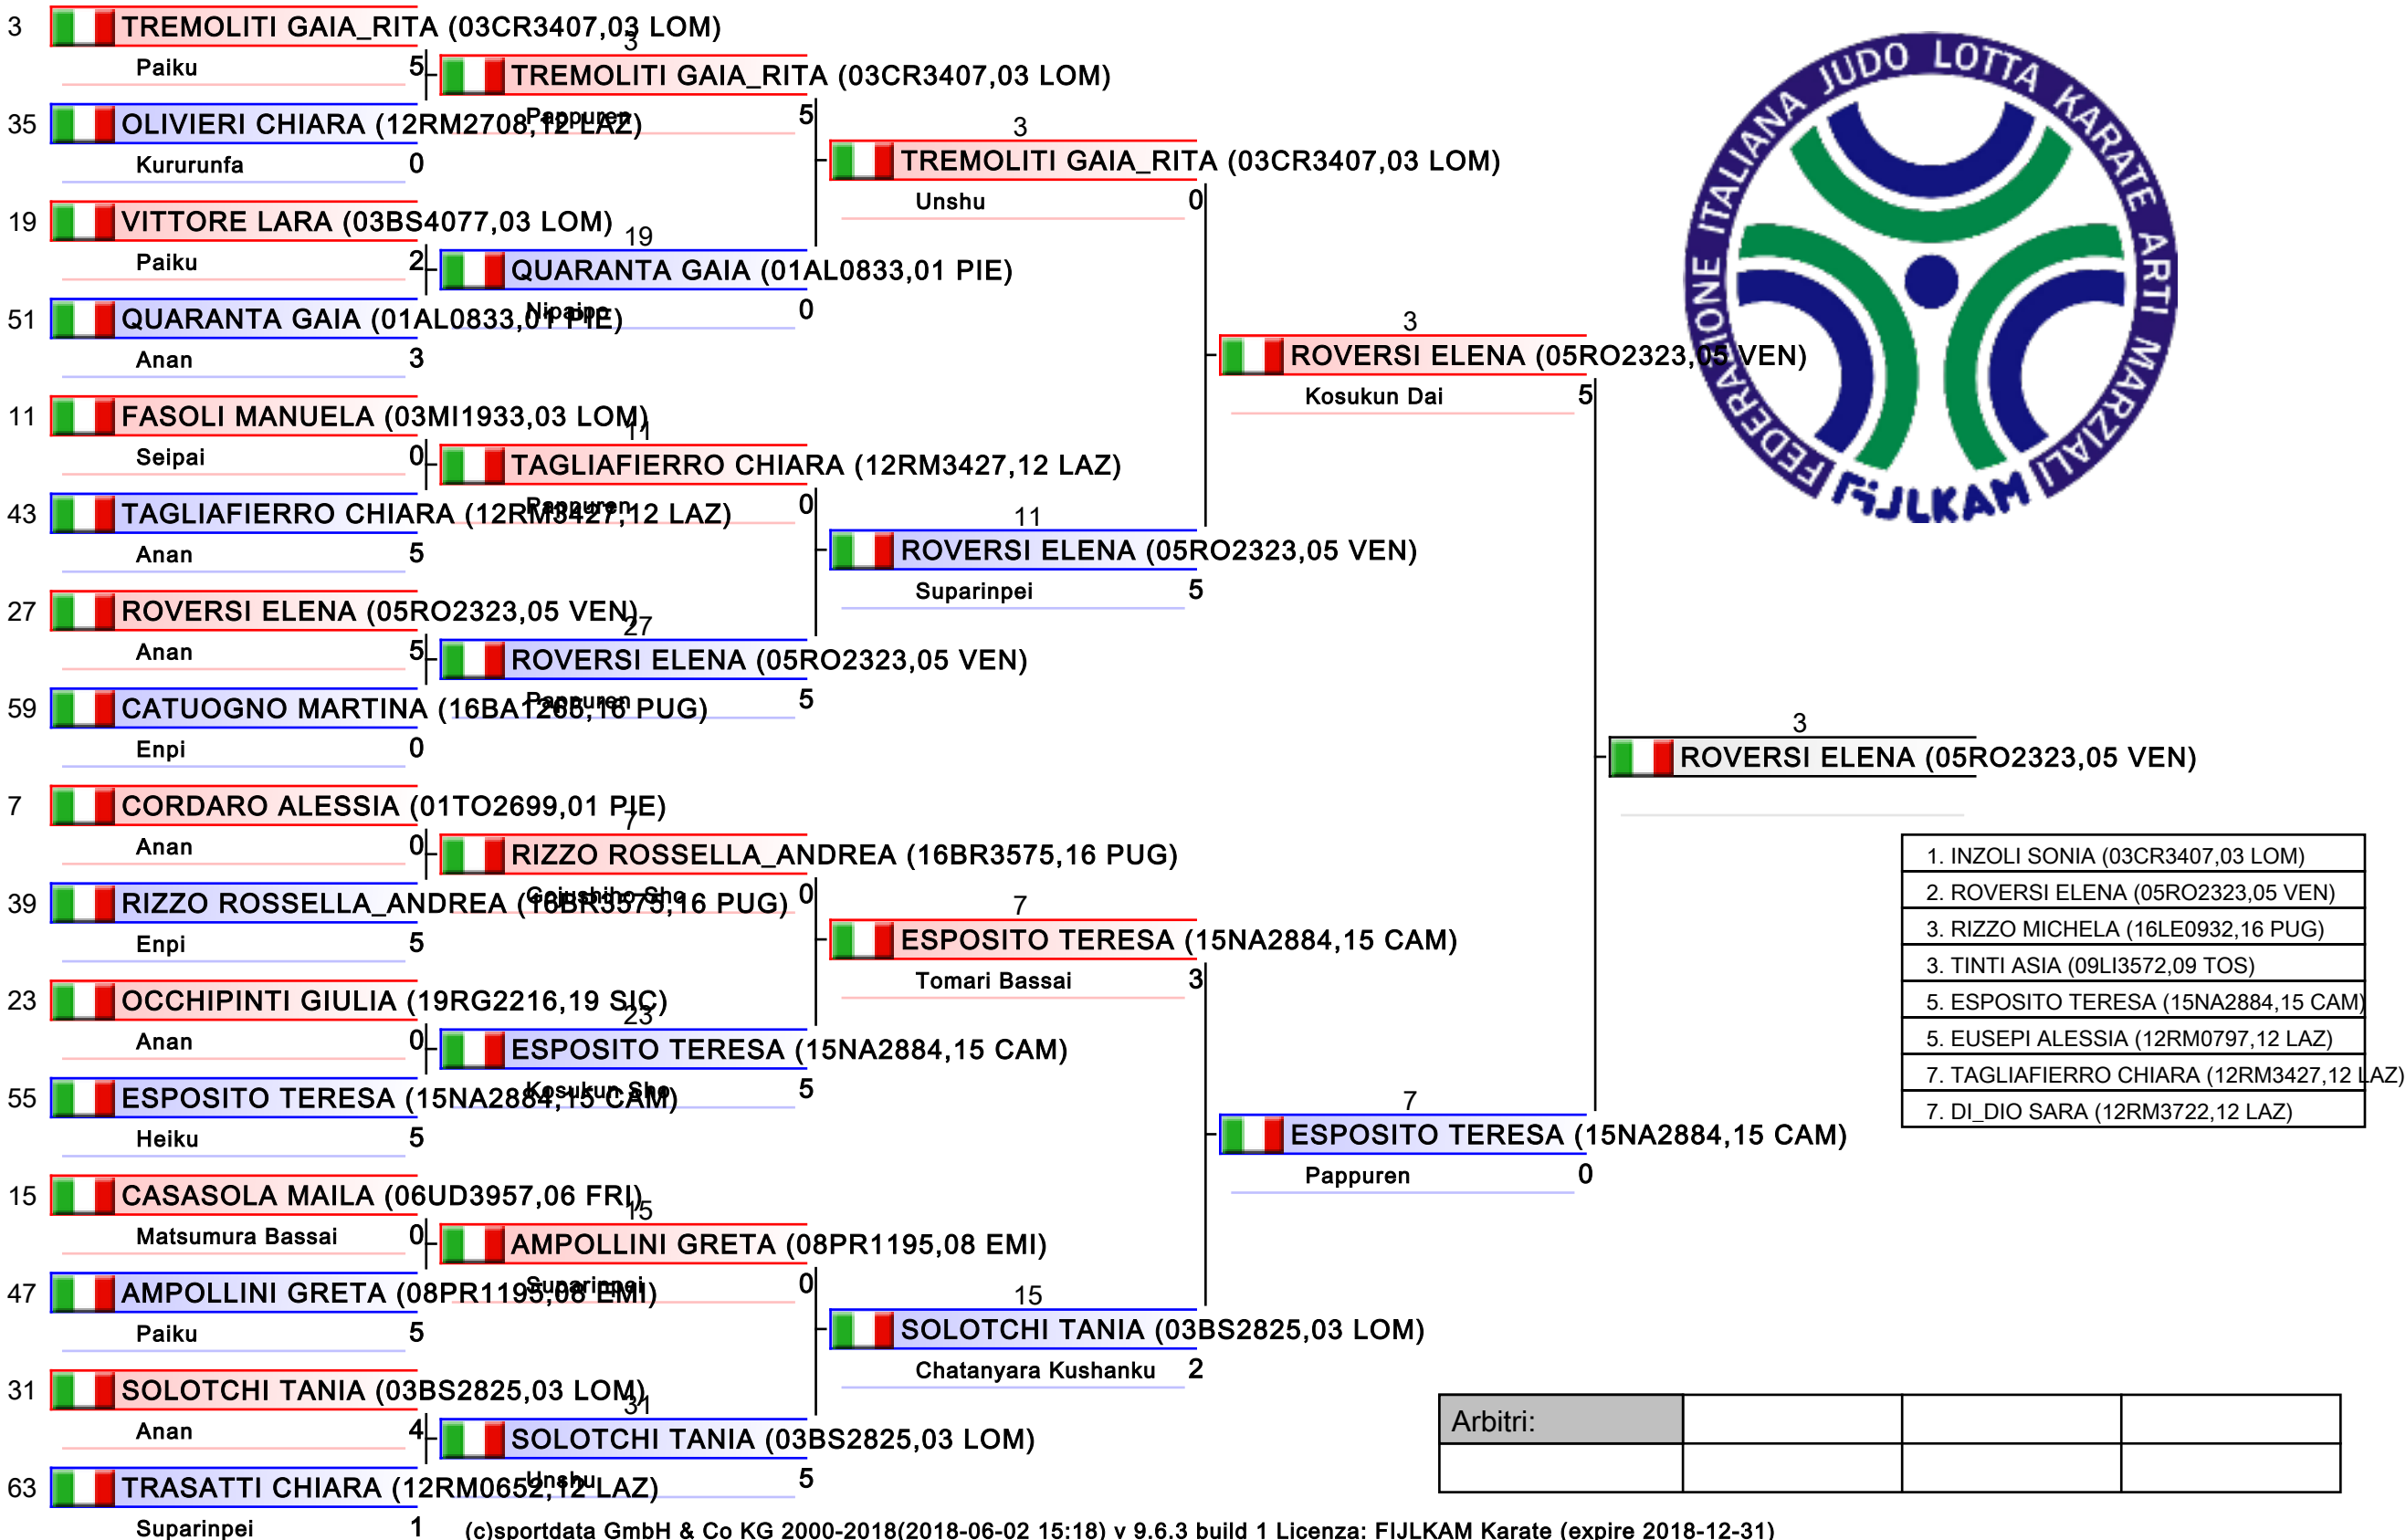 3 TREMOLITI GAIA_RITA (03CR3407,03 LOM)
Paiku 5
35 OLIVIERI CHIARA (12RM2708,12 LAZ)
Kururunfa 0
19 VITTORE LARA (03BS4077,03 LOM)
Paiku 2
51 QUARANTA GAIA (01AL0833,01 PIE)
Anan 3
11 FASOLI MANUELA (03MI1933,03 LOM)
Seipai 0
43 TAGLIAFIERRO CHIARA (12RM3427,12 LAZ)
Anan 5
27 ROVERSI ELENA (05RO2323,05 VEN)
Anan 5
59 CATUOGNO MARTINA (16BA1268,16 PUG)
Enpi 0
7 CORDARO ALESSIA (01TO2699,01 PIE)
Anan 0
39 RIZZO ROSSELLA_ANDREA (16BR3575,16 PUG)
Enpi 5
23 OCCHIPINTI GIULIA (19RG2216,19 SIC)
Anan 0
55 ESPOSITO TERESA (15NA2884,15 CAM)
Heiku 5
15 CASASOLA MAILA (06UD3957,06 FRI)
Matsumura Bassai 0
47 AMPOLLINI GRETA (08PR1195,08 EMI)
Paiku 5
31 SOLOTCHI TANIA (03BS2825,03 LOM)
Anan 4
63 TRASATTI CHIARA (12RM0652,12 LAZ)
Suparinpei 1
3
TREMOLITI GAIA_RITA (03CR3407,03 LOM)
Pappuren 5
19
QUARANTA GAIA (01AL0833,01 PIE)
Nipaipo 0
11
TAGLIAFIERRO CHIARA (12RM3427,12 LAZ)
Pappuren 0
27
ROVERSI ELENA (05RO2323,05 VEN)
Pappuren 5
7
RIZZO ROSSELLA_ANDREA (16BR3575,16 PUG)
Gojushiho Sho 0
23
ESPOSITO TERESA (15NA2884,15 CAM)
Kosukun Sho 5
15
AMPOLLINI GRETA (08PR1195,08 EMI)
Suparinpei 0
31
SOLOTCHI TANIA (03BS2825,03 LOM)
Unshu 5
3
TREMOLITI GAIA_RITA (03CR3407,03 LOM)
Unshu 0
11
ROVERSI ELENA (05RO2323,05 VEN)
Suparinpei 5
7
ESPOSITO TERESA (15NA2884,15 CAM)
Tomari Bassai 3
15
SOLOTCHI TANIA (03BS2825,03 LOM)
Chatanyara Kushanku 2
3
ROVERSI ELENA (05RO2323,05 VEN)
Kosukun Dai 5
7
ESPOSITO TERESA (15NA2884,15 CAM)
Pappuren 0
3
ROVERSI ELENA (05RO2323,05 VEN)
FEDERAZIONE ITALIANA JUDO LOTTA KARATE ARTI MARZIALI
FIJLKAM
1. INZOLI SONIA (03CR3407,03 LOM)
2. ROVERSI ELENA (05RO2323,05 VEN)
3. RIZZO MICHELA (16LE0932,16 PUG)
3. TINTI ASIA (09LI3572,09 TOS)
5. ESPOSITO TERESA (15NA2884,15 CAM)
5. EUSEPI ALESSIA (12RM0797,12 LAZ)
7. TAGLIAFIERRO CHIARA (12RM3427,12 LAZ)
7. DI_DIO SARA (12RM3722,12 LAZ)
Arbitri:
(c)sportdata GmbH & Co KG 2000-2018(2018-06-02 15:18) v 9.6.3 build 1 Licenza: FIJLKAM Karate (expire 2018-12-31)